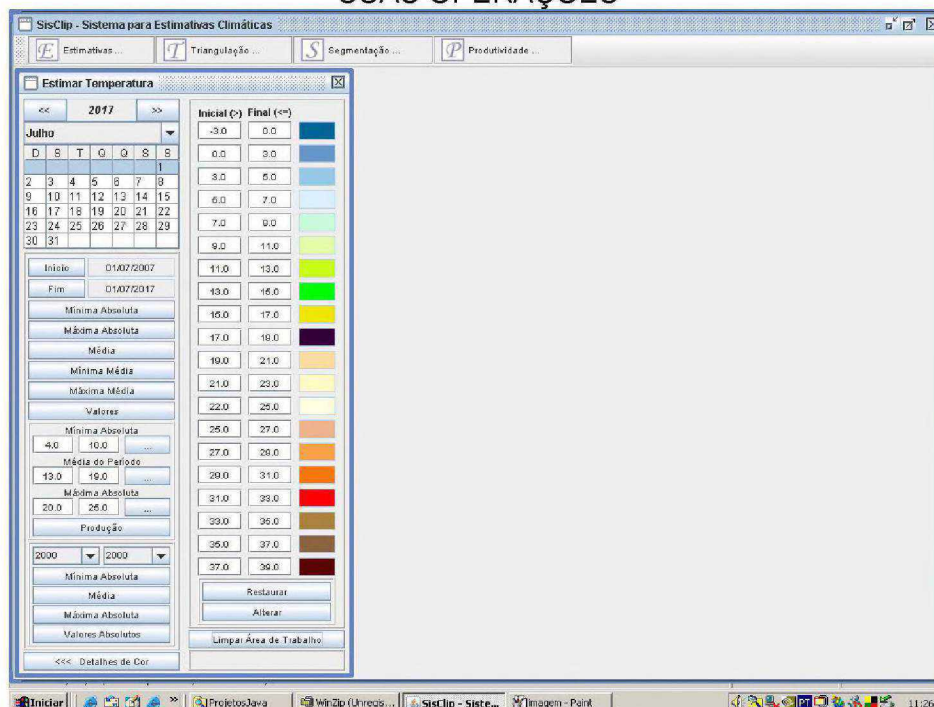 SUAS OPERAÇÕES
SisClip - Sistema para Estimativas Climáticas
E Estimativas ... T Triangulação ... S Segmentação ... P Produtividade ...
Estimar Temperatura
<< 2017 >>
Julho
D S T Q Q S S
1
2 3 4 5 6 7 8
9 10 11 12 13 14 15
16 17 18 19 20 21 22
23 24 25 26 27 28 29
30 31
Início 01/07/2007
Fim 01/07/2017
Mínima Absoluta
Máxima Absoluta
Média
Mínima Média
Máxima Média
Valores
Mínima Absoluta
4.0 10.0 ...
Média do Período
13.0 19.0 ...
Máxima Absoluta
20.0 26.0 ...
Produção
2000 2000
Mínima Absoluta
Média
Máxima Absoluta
Valores Absolutos
<<< Detalhes de Cor
Inicial (>) Final (<=)
-3.0 0.0
0.0 3.0
3.0 5.0
5.0 7.0
7.0 9.0
9.0 11.0
11.0 13.0
13.0 15.0
15.0 17.0
17.0 19.0
19.0 21.0
21.0 23.0
22.0 25.0
25.0 27.0
27.0 29.0
29.0 31.0
31.0 33.0
33.0 35.0
35.0 37.0
37.0 39.0
Restaurar
Alterar
Limpar Área de Trabalho
Iniciar » ProjetosJava WinZip (Unregis... SisClip - Siste... Imagem - Paint PT 11:26